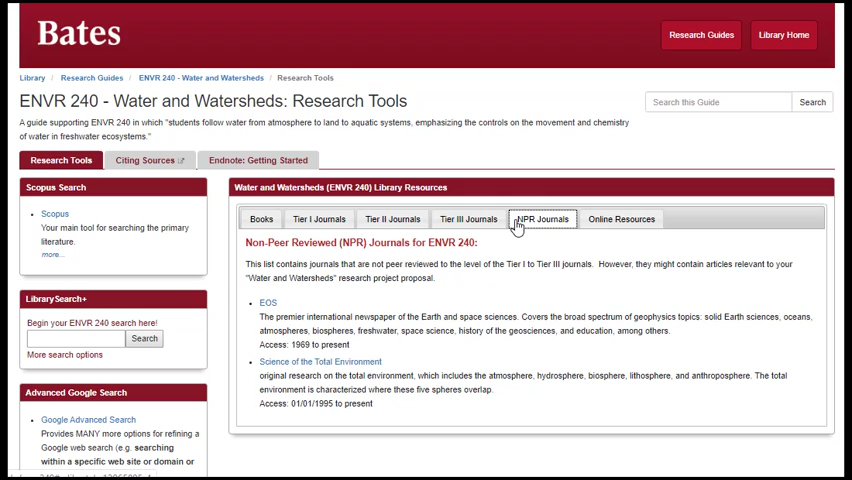 Bates
Research Guides
Library Home
Library / Research Guides / ENVR 240 - Water and Watersheds / Research Tools
ENVR 240 - Water and Watersheds: Research Tools
Search this Guide
Search
A guide supporting ENVR 240 in which "students follow water from atmosphere to land to aquatic systems, emphasizing the controls on the movement and chemistry
of water in freshwater ecosystems."
Research Tools
Citing Sources
Endnote: Getting Started
Scopus Search
Scopus
Your main tool for searching the primary
literature.
more...
LibrarySearch+
Begin your ENVR 240 search here!
Search
More search options
Advanced Google Search
Google Advanced Search
Provides MANY more options for refining a
Google web search (e.g. searching
within a specific web site or domain or
Water and Watersheds (ENVR 240) Library Resources
Books
Tier I Journals
Tier II Journals
Tier III Journals
NPR Journals
Online Resources
Non-Peer Reviewed (NPR) Journals for ENVR 240:
This list contains journals that are not peer reviewed to the level of the Tier I to Tier III journals. However, they might contain articles relevant to your
"Water and Watersheds" research project proposal.
EOS
The premier international newspaper of the Earth and space sciences. Covers the broad spectrum of geophysics topics: solid Earth sciences, oceans,
atmospheres, biospheres, freshwater, space science, history of the geosciences, and education, among others.
Access: 1969 to present
Science of the Total Environment
original research on the total environment, which includes the atmosphere, hydrosphere, biosphere, lithosphere, and anthroposphere. The total
environment is characterized where these five spheres overlap.
Access: 01/01/1995 to present